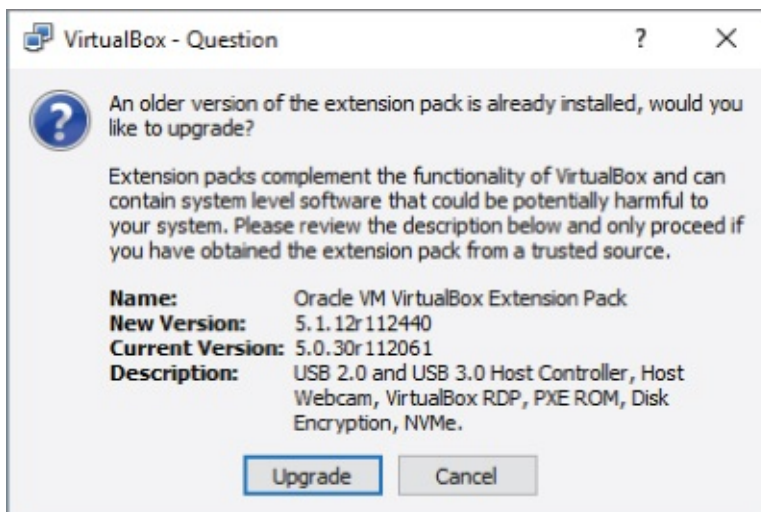 VirtualBox - Question
An older version of the extension pack is already installed, would you
like to upgrade?
Extension packs complement the functionality of VirtualBox and can
contain system level software that could be potentially harmful to
your system. Please review the description below and only proceed if
you have obtained the extension pack from a trusted source.
Name: Oracle VM VirtualBox Extension Pack
New Version: 5.1.12r112440
Current Version: 5.0.30r112061
Description: USB 2.0 and USB 3.0 Host Controller, Host
Webcam, VirtualBox RDP, PXE ROM, Disk
Encryption, NVMe.
Upgrade Cancel